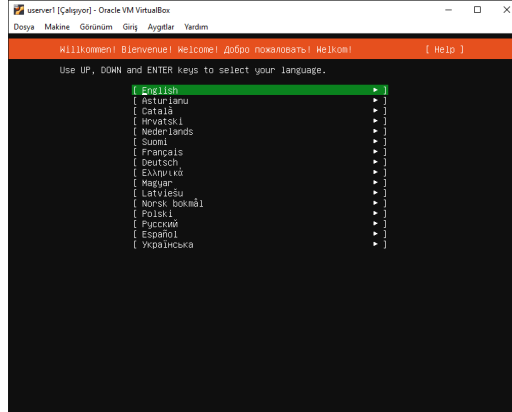 userver1 [Çalışıyor] - Oracle VM VirtualBox
Dosya Makine Görünüm Giriş Aygıtlar Yardım
Willkommen! Bienvenue! Welcome! Добро пожаловать! Welkom! [ Help ]
Use UP, DOWN and ENTER keys to select your language.
[ English ▸ ]
[ Asturianu ▸ ]
[ Català ▸ ]
[ Hrvatski ▸ ]
[ Nederlands ▸ ]
[ Suomi ▸ ]
[ Français ▸ ]
[ Deutsch ▸ ]
[ Ελληνικά ▸ ]
[ Magyar ▸ ]
[ Latviešu ▸ ]
[ Norsk bokmål ▸ ]
[ Polski ▸ ]
[ Русский ▸ ]
[ Español ▸ ]
[ Українська ▸ ]